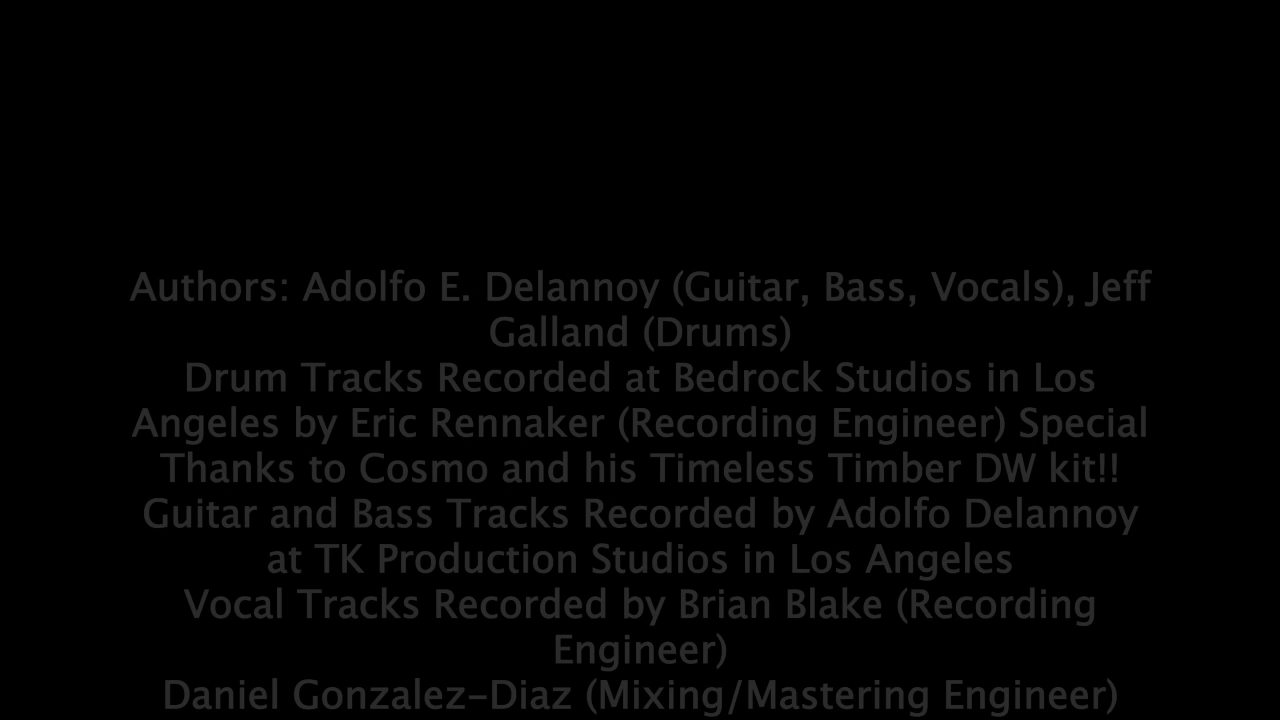 Authors: Adolfo E. Delannoy (Guitar, Bass, Vocals), Jeff
Galland (Drums)
Drum Tracks Recorded at Bedrock Studios in Los
Angeles by Eric Rennaker (Recording Engineer) Special
Thanks to Cosmo and his Timeless Timber DW kit!!
Guitar and Bass Tracks Recorded by Adolfo Delannoy
at TK Production Studios in Los Angeles
Vocal Tracks Recorded by Brian Blake (Recording
Engineer)
Daniel Gonzalez-Diaz (Mixing/Mastering Engineer)